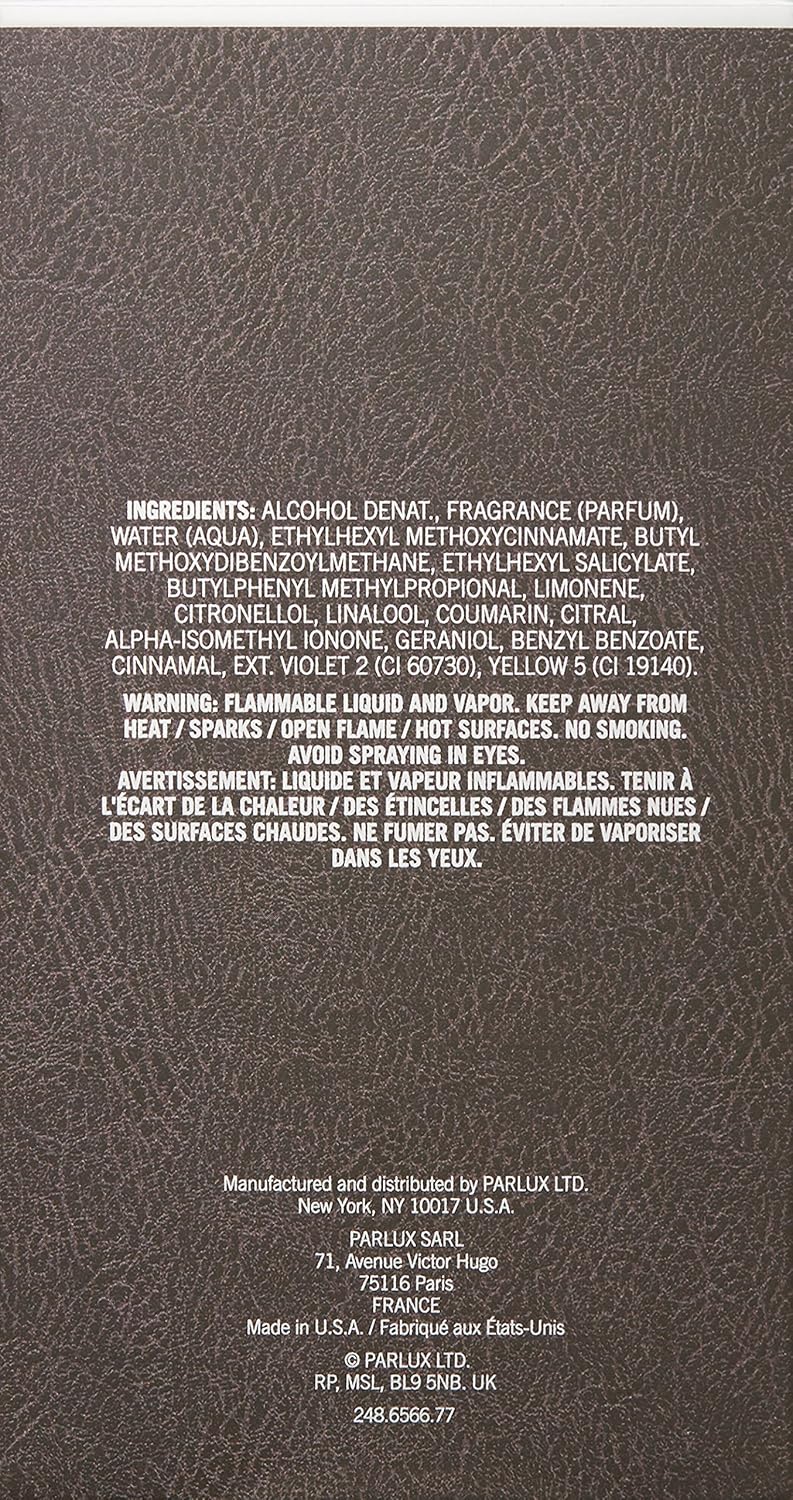 INGREDIENTS: ALCOHOL DENAT., FRAGRANCE (PARFUM),
WATER (AQUA), ETHYLHEXYL METHOXYCINNAMATE, BUTYL
METHOXYDIBENZOYLMETHANE, ETHYLHEXYL SALICYLATE,
BUTYLPHENYL METHYLPROPIONAL, LIMONENE,
CITRONELLOL, LINALOOL, COUMARIN, CITRAL,
ALPHA-ISOMETHYL IONONE, GERANIOL, BENZYL BENZOATE,
CINNAMAL, EXT. VIOLET 2 (CI 60730), YELLOW 5 (CI 19140).
WARNING: FLAMMABLE LIQUID AND VAPOR. KEEP AWAY FROM
HEAT / SPARKS / OPEN FLAME / HOT SURFACES. NO SMOKING.
AVOID SPRAYING IN EYES.
AVERTISSEMENT: LIQUIDE ET VAPEUR INFLAMMABLES. TENIR À
L'ÉCART DE LA CHALEUR / DES ÉTINCELLES / DES FLAMMES NUES /
DES SURFACES CHAUDES. NE FUMER PAS. ÉVITER DE VAPORISER
DANS LES YEUX.
Manufactured and distributed by PARLUX LTD.
New York, NY 10017 U.S.A.
PARLUX SARL
71, Avenue Victor Hugo
75116 Paris
FRANCE
Made in U.S.A. / Fabriqué aux États-Unis
© PARLUX LTD.
RP, MSL, BL9 5NB. UK
248.6566.77